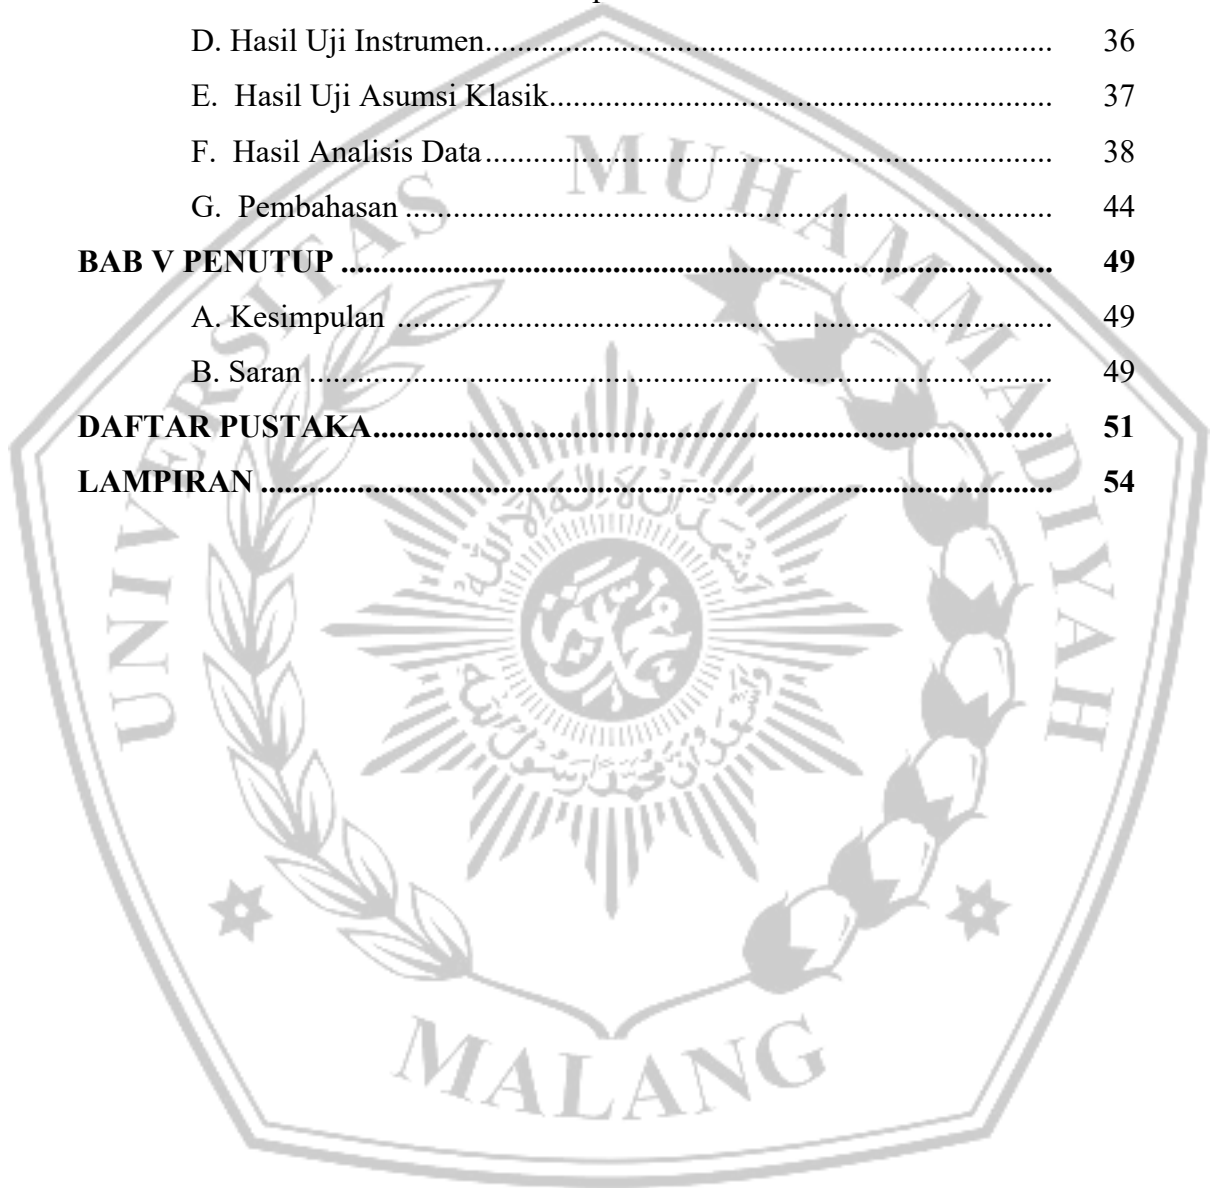 D. Hasil Uji Instrumen...................................................................... 36
E. Hasil Uji Asumsi Klasik.............................................................. 37
F. Hasil Analisis Data...................................................................... 38
G. Pembahasan ................................................................................ 44
BAB V PENUTUP ......................................................................................... 49
A. Kesimpulan ................................................................................. 49
B. Saran ............................................................................................ 49
DAFTAR PUSTAKA..................................................................................... 51
LAMPIRAN ................................................................................................... 54
UNIVERSITAS MUHAMMADIYAH
MALANG